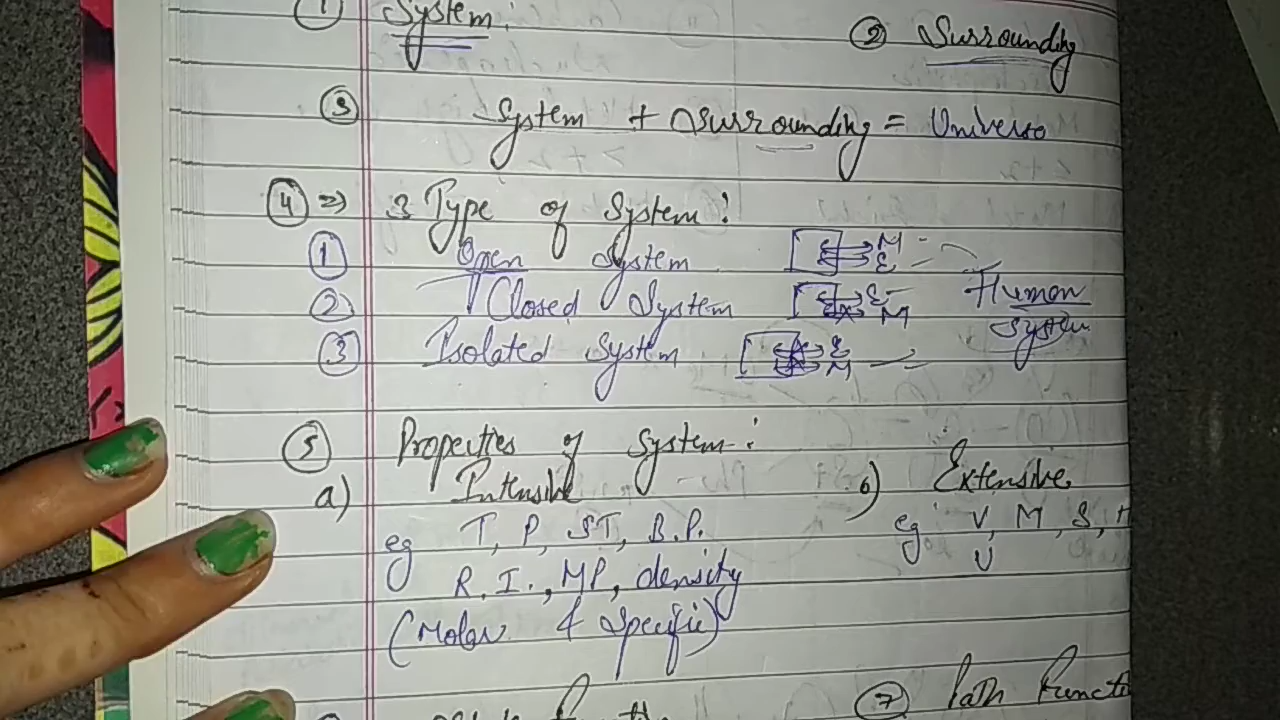 ① System: ② Surrounding
③ System + Surrounding = Universe
④ ⇒ 3 Type of System:
① Open System M E
② Closed System E M Human
③ Isolated System E M System
⑤ Properties of System:
a) Intensive b) Extensive
eg T, P, ST, B.P. eg V, M, S, H
R.I., MP, density U
(Molar & Specific)
⑦ Path Functi